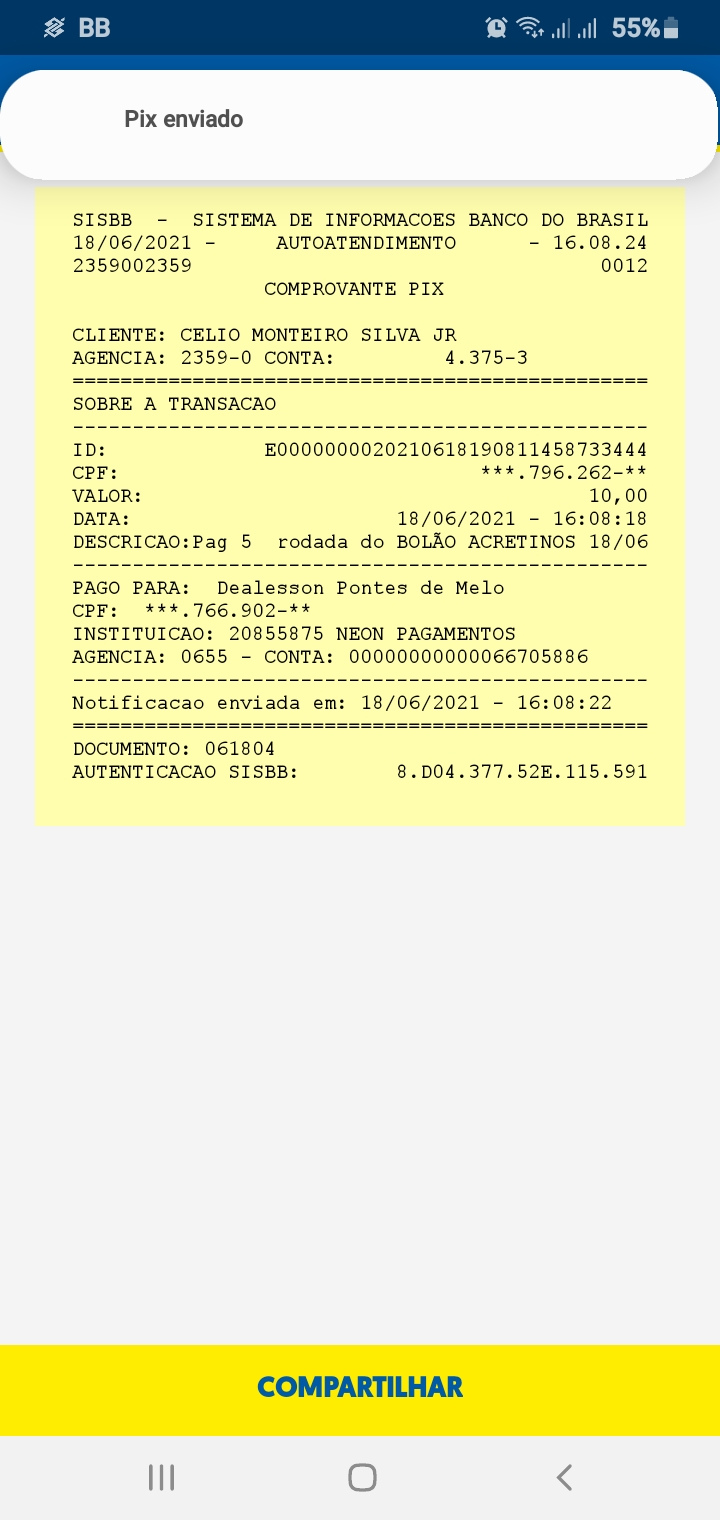 BB 55%
Pix enviado
SISBB - SISTEMA DE INFORMACOES BANCO DO BRASIL
18/06/2021 - AUTOATENDIMENTO - 16.08.24
2359002359 0012
COMPROVANTE PIX
CLIENTE: CELIO MONTEIRO SILVA JR
AGENCIA: 2359-0 CONTA: 4.375-3
================================================
SOBRE A TRANSACAO
------------------------------------------------
ID: E0000000020210618190811458733444
CPF: ***.796.262-**
VALOR: 10,00
DATA: 18/06/2021 - 16:08:18
DESCRICAO:Pag 5 rodada do BOLÃO ACRETINOS 18/06
------------------------------------------------
PAGO PARA: Dealesson Pontes de Melo
CPF: ***.766.902-**
INSTITUICAO: 20855875 NEON PAGAMENTOS
AGENCIA: 0655 - CONTA: 00000000000066705886
------------------------------------------------
Notificacao enviada em: 18/06/2021 - 16:08:22
================================================
DOCUMENTO: 061804
AUTENTICACAO SISBB: 8.D04.377.52E.115.591
COMPARTILHAR